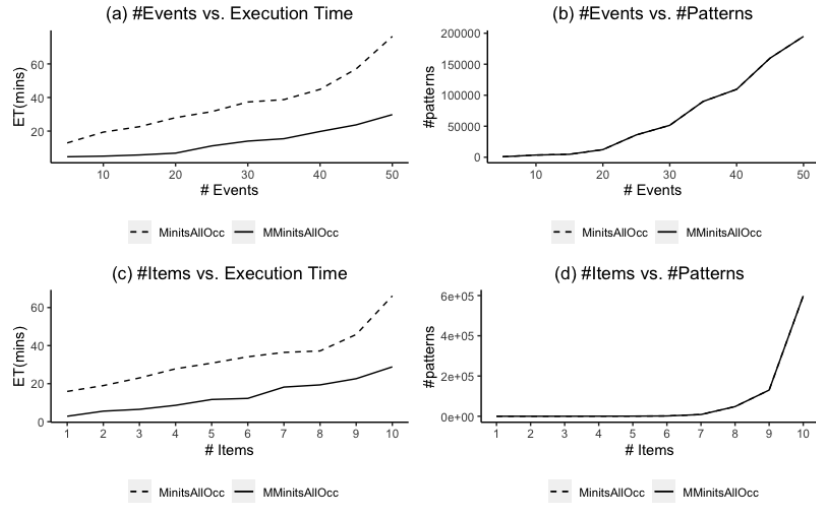 (a) #Events vs. Execution Time
ET(mins)
60
40
20
10 20 30 40 50
# Events
MinitsAllOcc MMinitsAllOcc
(b) #Events vs. #Patterns
#patterns
200000
150000
100000
50000
0
10 20 30 40 50
# Events
MinitsAllOcc MMinitsAllOcc
(c) #Items vs. Execution Time
ET(mins)
60
40
20
0
1 2 3 4 5 6 7 8 9 10
# Items
MinitsAllOcc MMinitsAllOcc
(d) #Items vs. #Patterns
#patterns
6e+05
4e+05
2e+05
0e+00
1 2 3 4 5 6 7 8 9 10
# Items
MinitsAllOcc MMinitsAllOcc